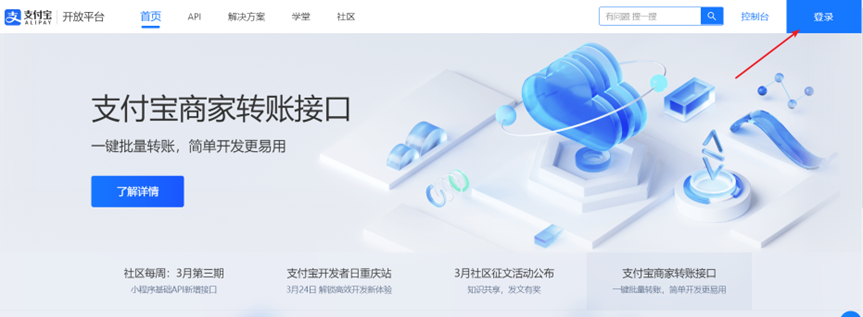 支付宝 ALIPAY 开放平台 首页 API 解决方案 学堂 社区 有问题 搜一搜 控制台 登录
支付宝商家转账接口
一键批量转账，简单开发更易用
了解详情
社区每周：3月第三期 支付宝开发者日重庆站 3月社区征文活动公布 支付宝商家转账接口
小程序基础API新增接口 3月24日 解锁高效开发新体验 知识共享，发文有奖 一键批量转账，简单开发更易用